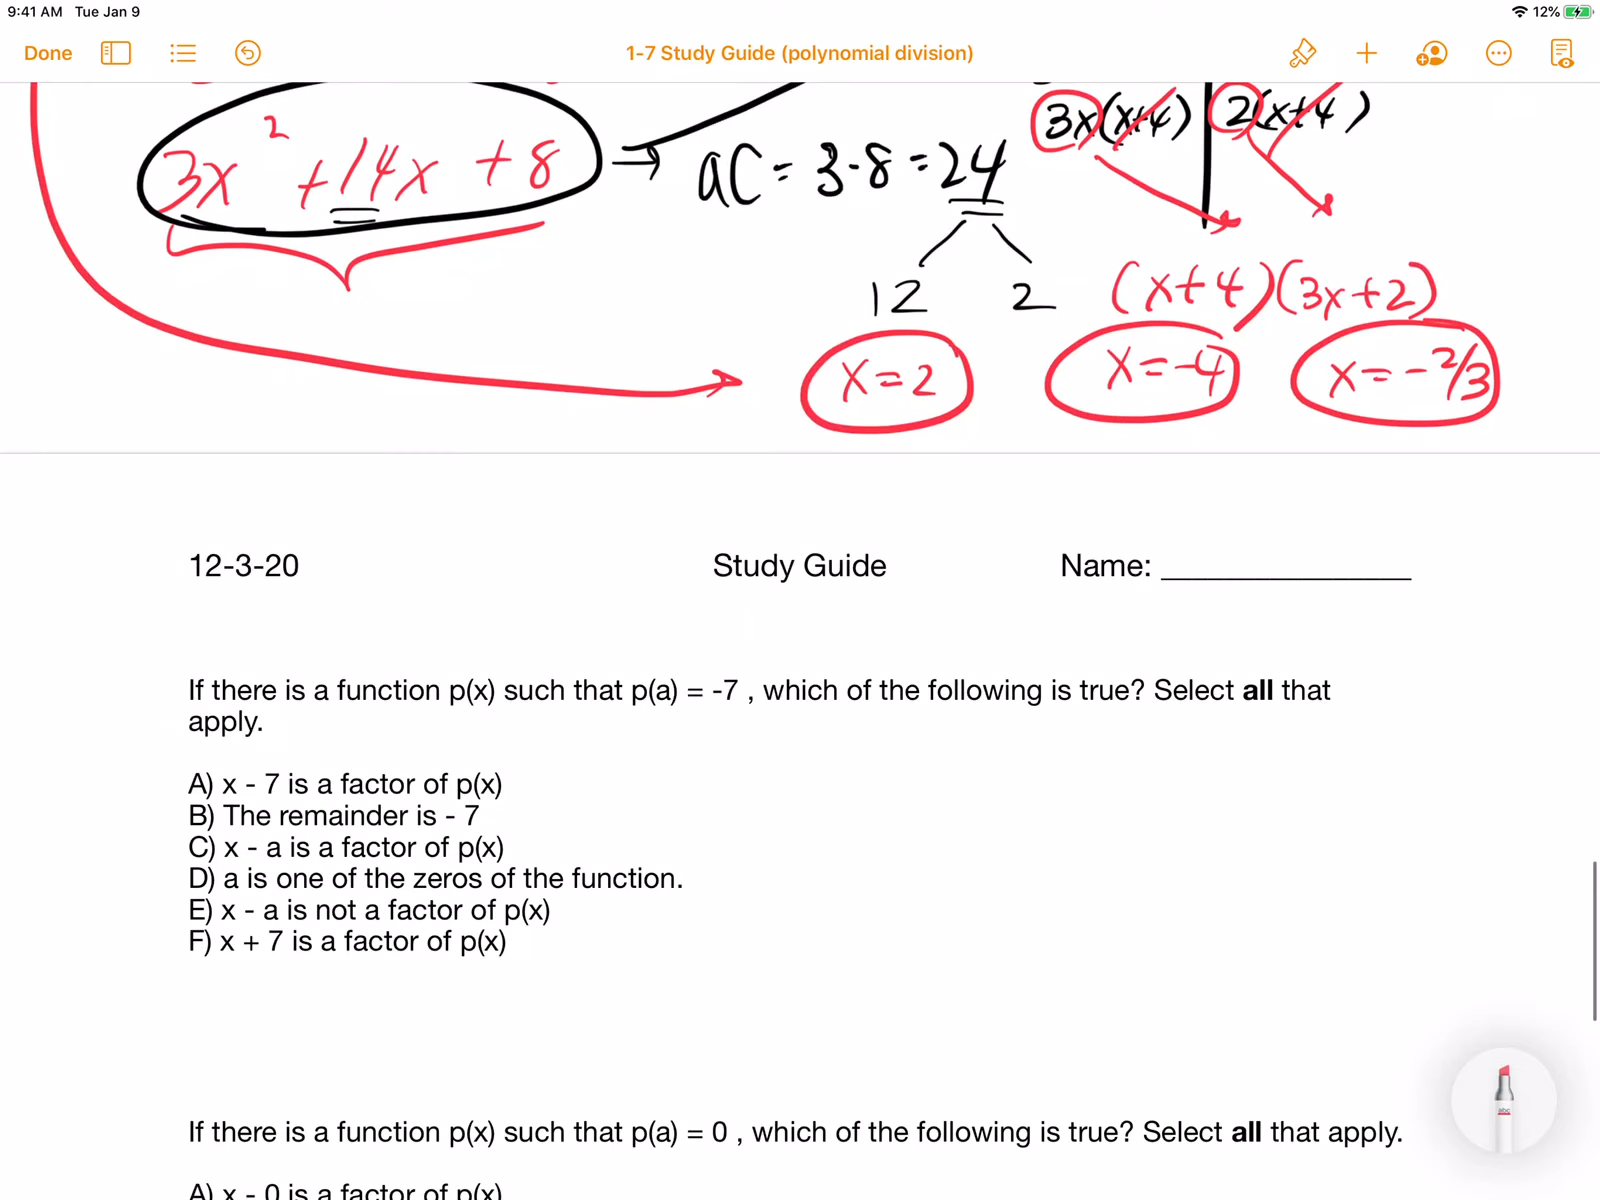 9:41 AM Tue Jan 9
12%
Done
1-7 Study Guide (polynomial division)
3x(x+4) 2(x+4)
3x² +14x +8 → ac = 3·8 = 24
12 2
(x+4)(3x+2)
x=2 x=-4 x=-2/3
12-3-20 Study Guide Name: ________________
If there is a function p(x) such that p(a) = -7 , which of the following is true? Select all that
apply.
A) x - 7 is a factor of p(x)
B) The remainder is - 7
C) x - a is a factor of p(x)
D) a is one of the zeros of the function.
E) x - a is not a factor of p(x)
F) x + 7 is a factor of p(x)
If there is a function p(x) such that p(a) = 0 , which of the following is true? Select all that apply.
A) x - 0 is a factor of p(x)
abc